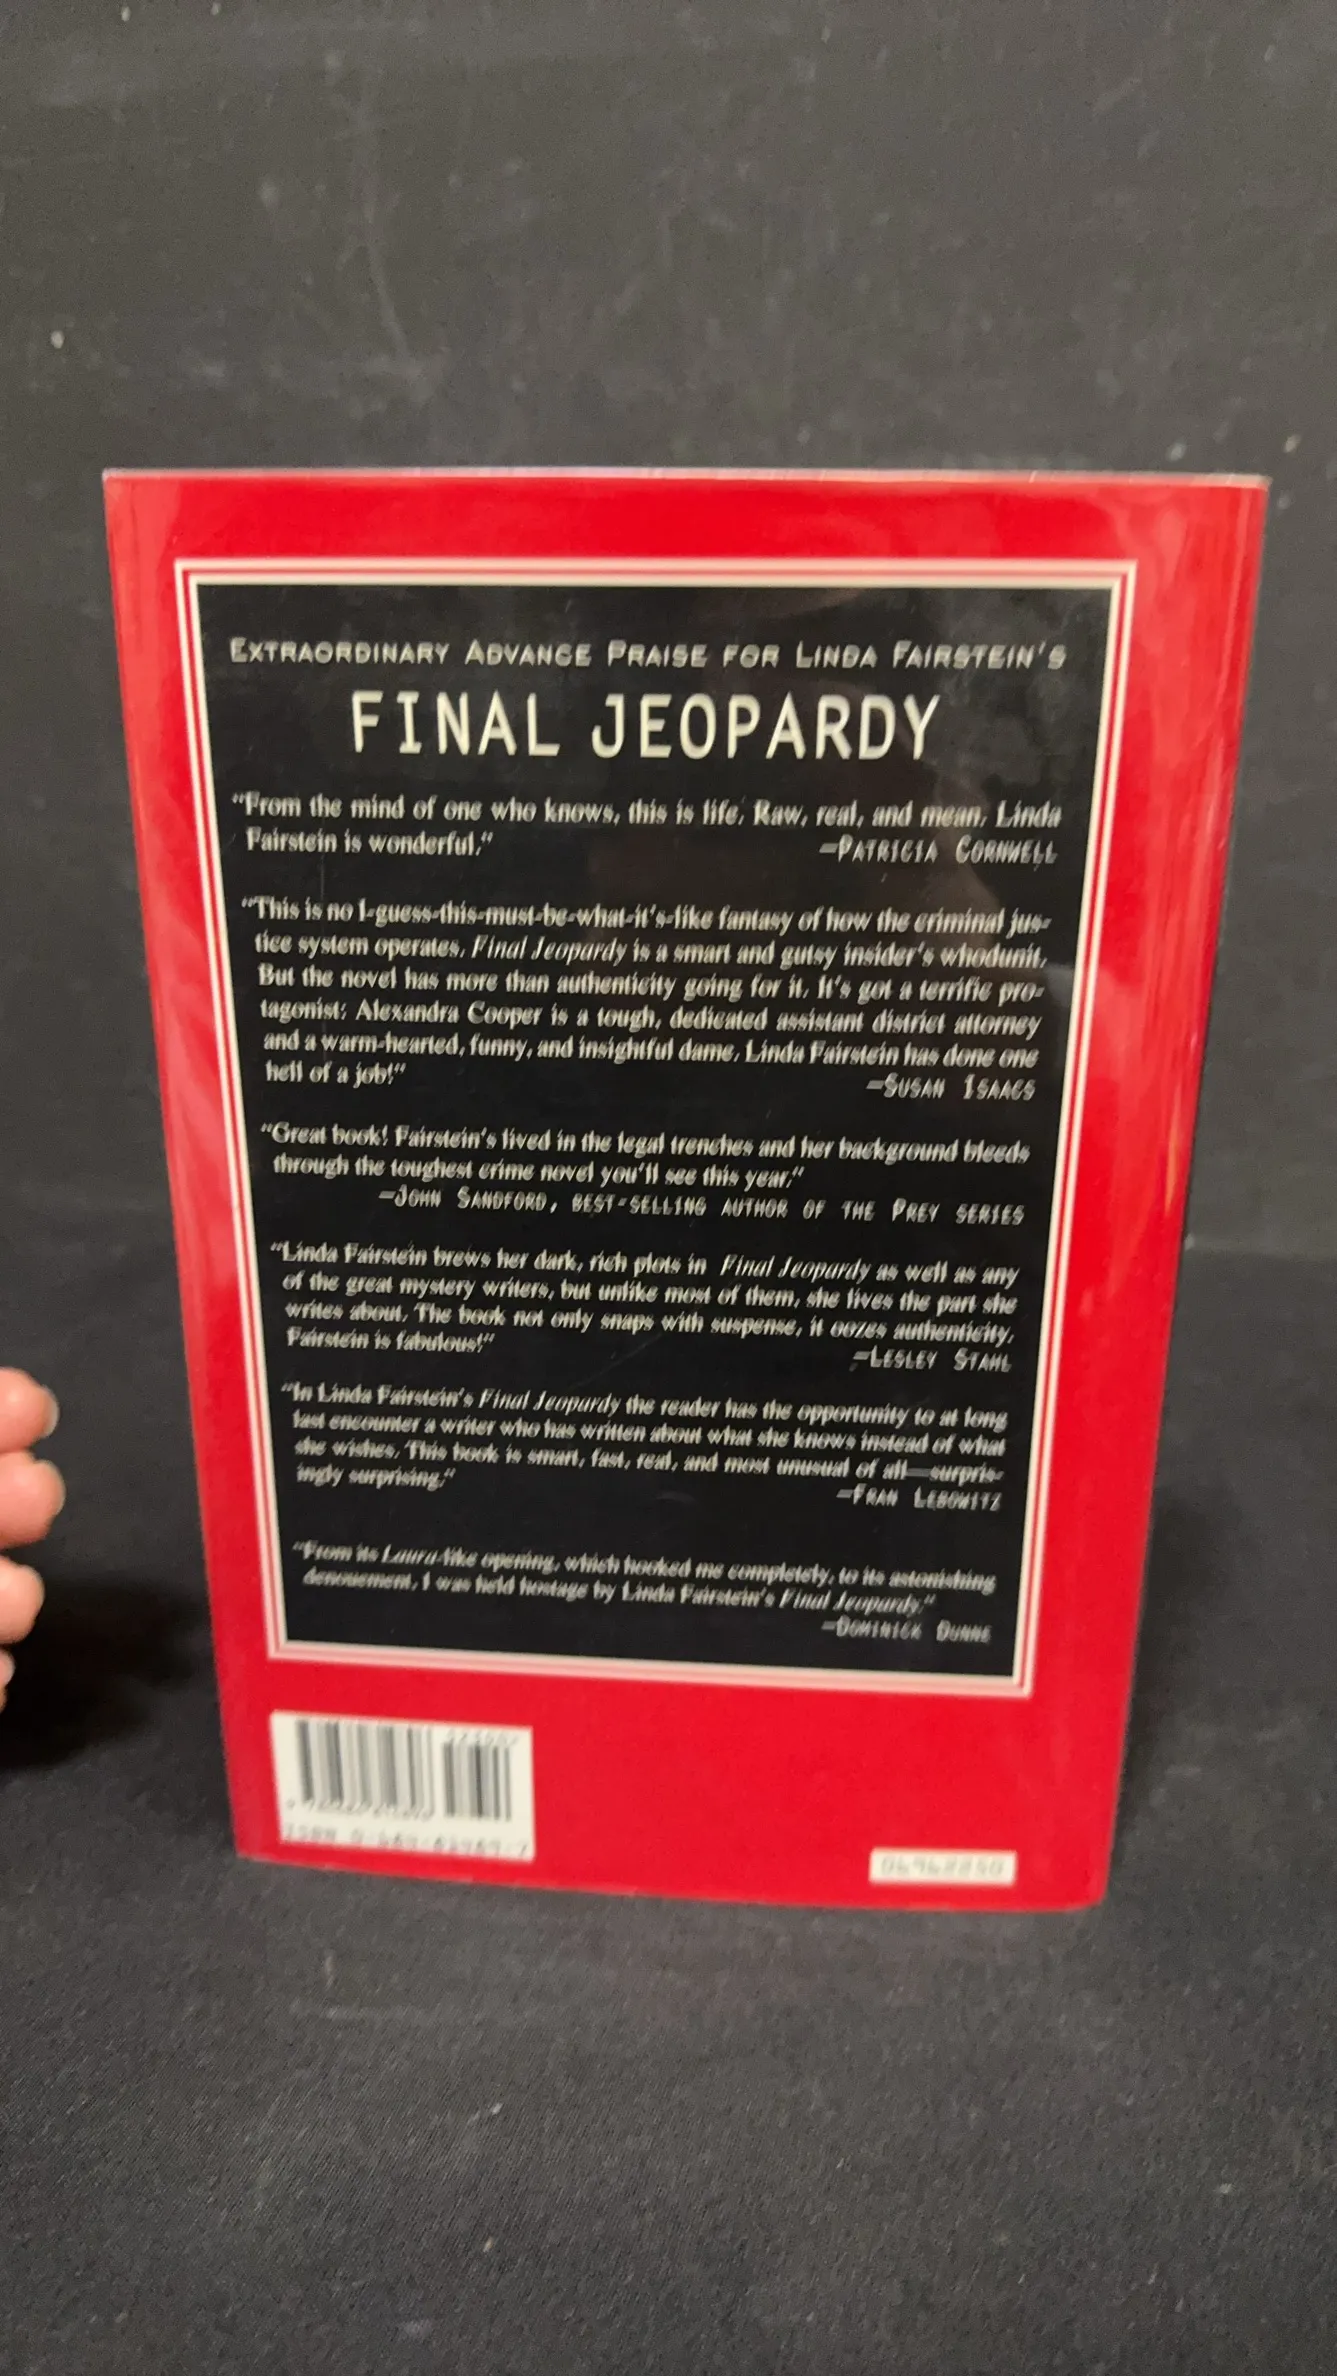 EXTRAORDINARY ADVANCE PRAISE FOR LINDA FAIRSTEIN'S
FINAL JEOPARDY
"From the mind of one who knows, this is life. Raw, real, and mean. Linda
Fairstein is wonderful."
—PATRICIA CORNWELL
"This is no I-guess-this-must-be-what-it's-like fantasy of how the criminal jus-
tice system operates. Final Jeopardy is a smart and gutsy insider's whodunit.
But the novel has more than authenticity going for it. It's got a terrific pro-
tagonist: Alexandra Cooper is a tough, dedicated assistant district attorney
and a warm-hearted, funny, and insightful dame. Linda Fairstein has done one
hell of a job!"
—SUSAN ISAACS
"Great book! Fairstein's lived in the legal trenches and her background bleeds
through the toughest crime novel you'll see this year."
—JOHN SANDFORD, BEST-SELLING AUTHOR OF THE PREY SERIES
"Linda Fairstein brews her dark, rich plots in Final Jeopardy as well as any
of the great mystery writers, but unlike most of them, she lives the part she
writes about. The book not only snaps with suspense, it oozes authenticity.
Fairstein is fabulous!"
—LESLEY STAHL
"In Linda Fairstein's Final Jeopardy the reader has the opportunity to at long
last encounter a writer who has written about what she knows instead of what
she wishes. This book is smart, fast, real, and most unusual of all—surpris-
ingly surprising."
—FRAN LEBOWITZ
"From its Laura-like opening, which hooked me completely, to its astonishing
denouement, I was held hostage by Linda Fairstein's Final Jeopardy."
—DOMINICK DUNNE
ISBN